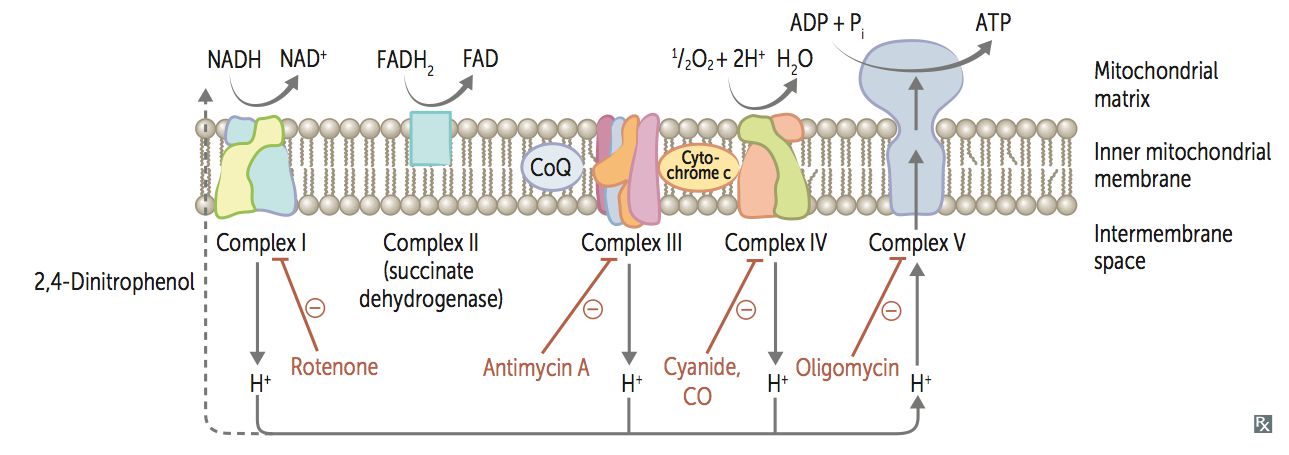 ADP + Pi
ATP
NADH
NAD+
FADH2
FAD
1/2O2 + 2H+
H2O
Mitochondrial
matrix
CoQ
Cyto-
chrome c
Inner mitochondrial
membrane
Complex I
Complex II
(succinate
dehydrogenase)
Complex III
Complex IV
Complex V
Intermembrane
space
2,4-Dinitrophenol
−
−
−
−
Rotenone
Antimycin A
Cyanide,
CO
Oligomycin
H+
H+
H+
H+
Rx